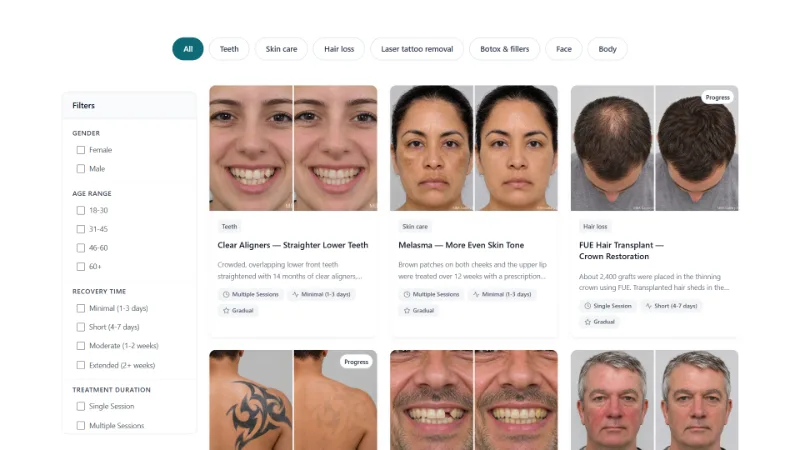 All
Teeth
Skin care
Hair loss
Laser tattoo removal
Botox & fillers
Face
Body
Filters
GENDER
Female
Male
AGE RANGE
18-30
31-45
46-60
60+
RECOVERY TIME
Minimal (1-3 days)
Short (4-7 days)
Moderate (1-2 weeks)
Extended (2+ weeks)
TREATMENT DURATION
Single Session
Multiple Sessions
Teeth
Clear Aligners — Straighter Lower Teeth
Crowded, overlapping lower front teeth
straightened with 14 months of clear aligners,...
Multiple Sessions
Minimal (1-3 days)
Gradual
Skin care
Melasma — More Even Skin Tone
Brown patches on both cheeks and the upper lip
were treated over 12 weeks with a prescription...
Multiple Sessions
Minimal (1-3 days)
Gradual
Progress
Hair loss
FUE Hair Transplant —
Crown Restoration
About 2,400 grafts were placed in the thinning
crown using FUE. Transplanted hair sheds in the...
Single Session
Short (4-7 days)
Gradual
Progress